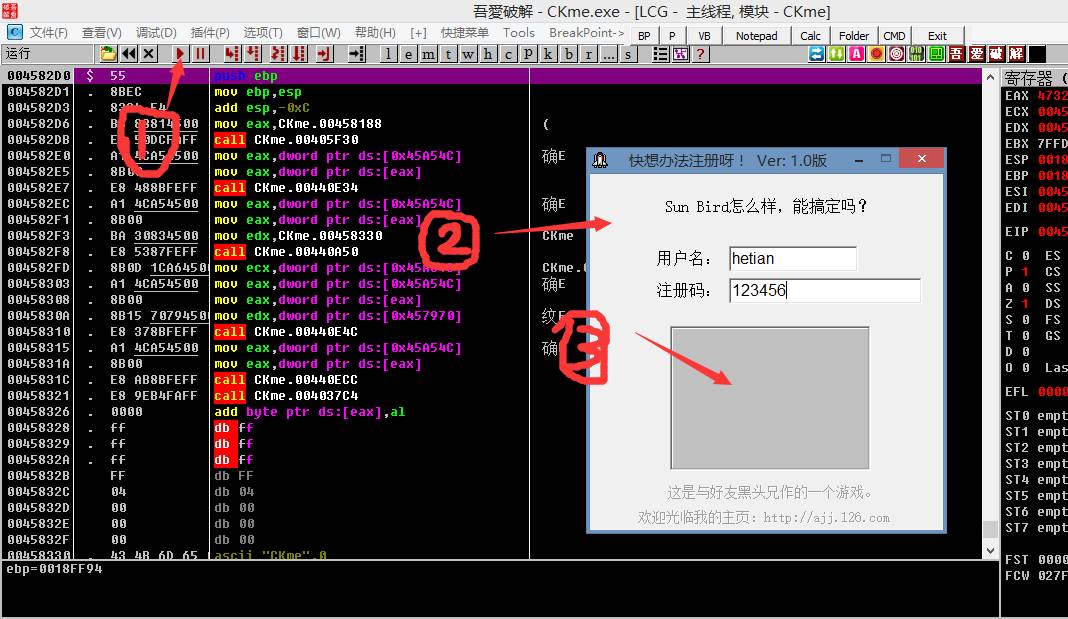 吾愛破解 - CKme.exe - [LCG - 主线程, 模块 - CKme]
文件(F) 查看(V) 调试(D) 插件(P) 选项(T) 窗口(W) 帮助(H) [+] 快捷菜单 Tools BreakPoint-> BP P VB Notepad Calc Folder CMD Exit
运行 l e m t w h c p k b r ... s ? 吾 愛 破 解
004582D0 $ 55 push ebp
004582D1 . 8BEC mov ebp,esp
004582D3 . add esp,-0xC
004582D6 . mov eax,CKme.00458188 (
004582DB . call CKme.00405F30
004582E0 . A1 4CA54500 mov eax,dword ptr ds:[0x45A54C] 确E
004582E5 . 8B00 mov eax,dword ptr ds:[eax]
004582E7 . E8 488BFEFF call CKme.00440E34
004582EC . A1 4CA54500 mov eax,dword ptr ds:[0x45A54C] 确E
004582F1 . 8B00 mov eax,dword ptr ds:[eax]
004582F3 . BA 30834500 mov edx,CKme.00458330 CKme
004582F8 . E8 5387FEFF call CKme.00440A50
004582FD . 8B0D 1CA64500 mov ecx,dword ptr ds: CKme.
00458303 . A1 4CA54500 mov eax,dword ptr ds:[0x45A54C] 确E
00458308 . 8B00 mov eax,dword ptr ds:[eax]
0045830A . 8B15 70794500 mov edx,dword ptr ds:[0x457970] 纹E
00458310 . E8 378BFEFF call CKme.00440E4C
00458315 . A1 4CA54500 mov eax,dword ptr ds:[0x45A54C] 确
0045831A . 8B00 mov eax,dword ptr ds:[eax]
0045831C . E8 AB8BFEFF call CKme.00440ECC
00458321 . E8 9EB4FAFF call CKme.004037C4
00458326 . 0000 add byte ptr ds:[eax],al
00458328 . ff db ff
00458329 . ff db ff
0045832A . ff db ff
0045832B FF db FF
0045832C 04 db 04
0045832D 00 db 00
0045832E 00 db 00
0045832F 00 db 00
00458330 . 43 4B 6D 65 ascii "CKme",0
ebp=0018FF94
①
②
③
快想办法注册呀！ Ver: 1.0版
Sun Bird怎么样，能搞定吗？
用户名： hetian
注册码： 123456
这是与好友黑头兄作的一个游戏。
欢迎光临我的主页：http://ajj.126.com
寄存器 (
EAX 4732
ECX 0045
EDX 0045
EBX 7FFD
ESP 0018
EBP 0018
ESI 0045
EDI 0045
EIP 0045
C 0 ES
P 1 CS
A 0 SS
Z 1 DS
S 0 FS
T 0 GS
D 0
O 0 Las
EFL 0000
ST0 empt
ST1 empt
ST2 empt
ST3 empt
ST4 empt
ST5 empt
ST6 empt
ST7 empt
FST 0000
FCW 027F